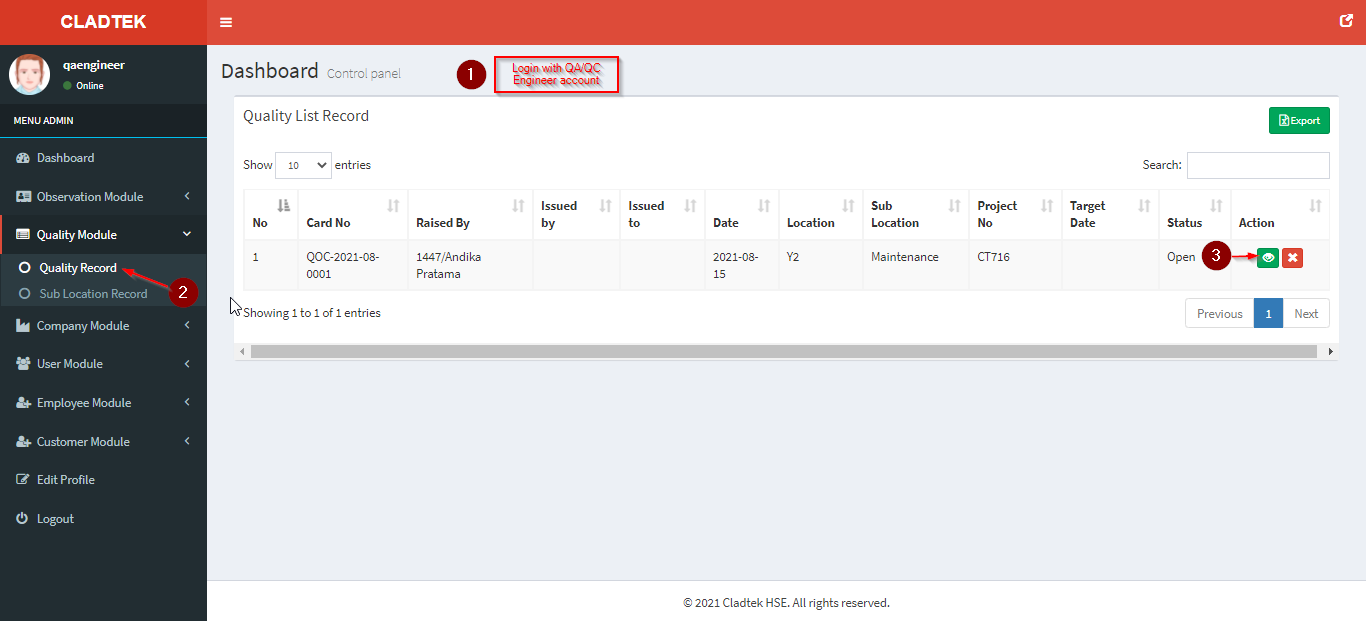 CLADTEK
qaengineer
Online
MENU ADMIN
Dashboard
Observation Module
Quality Module
Quality Record
Sub Location Record
2
Company Module
User Module
Employee Module
Customer Module
Edit Profile
Logout
Dashboard Control panel
1
Login with QA/QC
Engineer account
Quality List Record
Export
Show 10 entries
Search:
No Card No Raised By Issued by Issued to Date Location Sub Location Project No Target Date Status Action
1 QOC-2021-08- 1447/Andika 2021-08- Y2 Maintenance CT716 Open 3
0001 Pratama 15
Showing 1 to 1 of 1 entries
Previous 1 Next
© 2021 Cladtek HSE. All rights reserved.